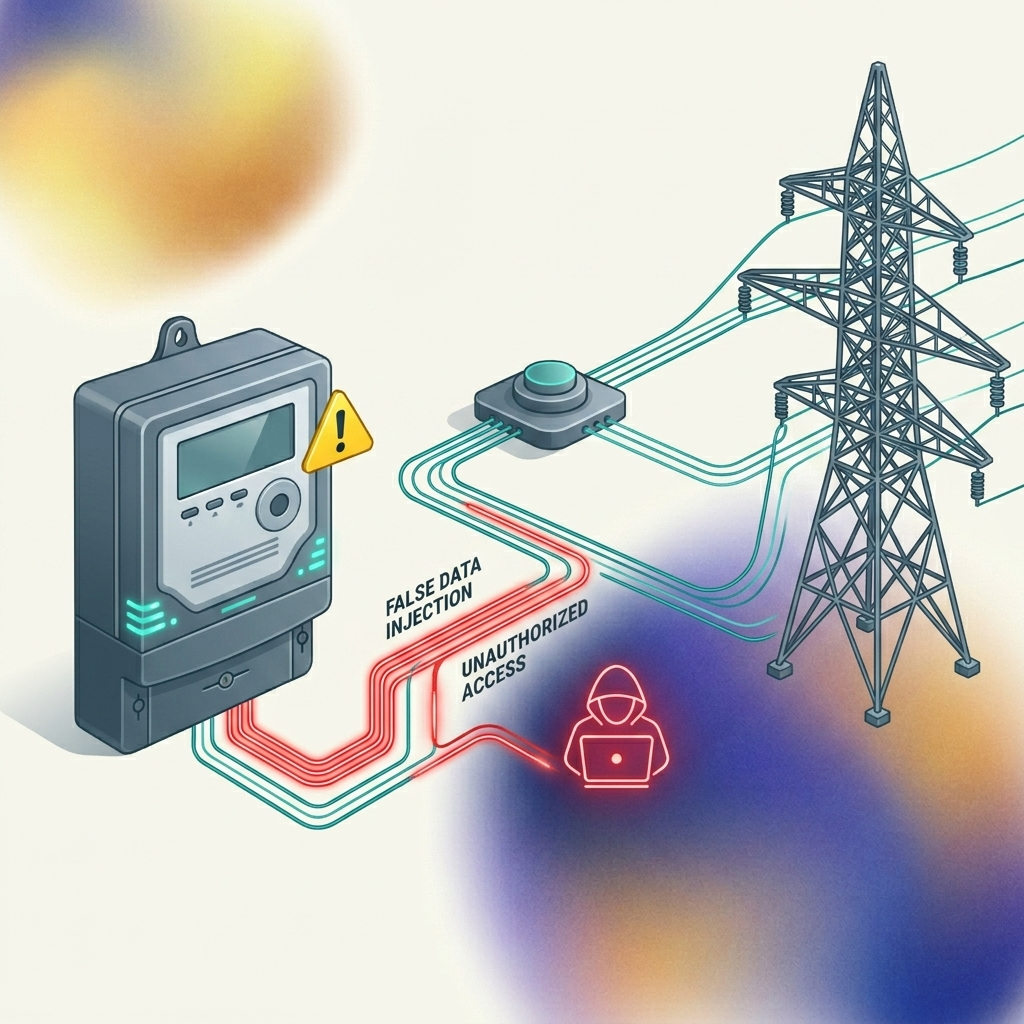 FALSE DATA
INJECTION
UNAUTHORIZED
ACCESS